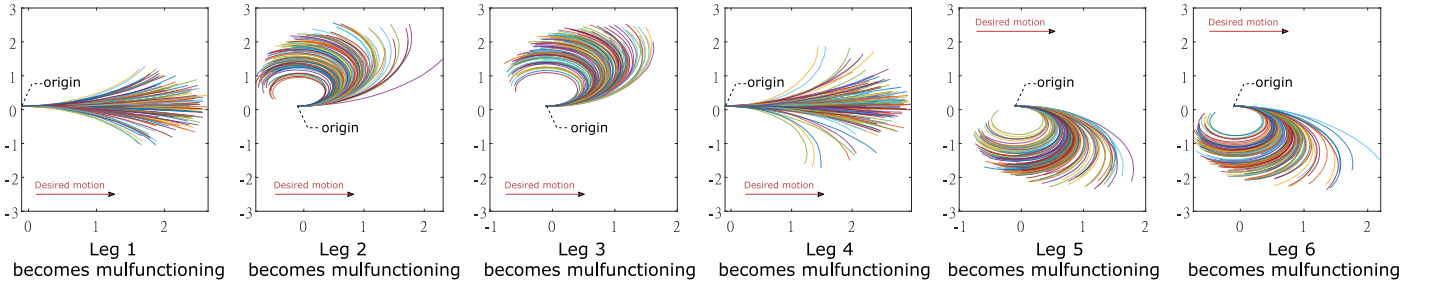 3
2
1
0
-1
-2
-3
0
1
2
origin
Desired motion
Leg 1
becomes mulfunctioning
3
2
1
0
-1
-2
-3
0
1
2
origin
Desired motion
Leg 2
becomes mulfunctioning
3
2
1
0
-1
-2
-3
0
1
2
origin
Desired motion
Leg 3
becomes mulfunctioning
3
2
1
0
-1
-2
-3
0
1
2
origin
Desired motion
Leg 4
becomes mulfunctioning
3
2
1
0
-1
-2
-3
-1
0
1
2
Desired motion
origin
Leg 5
becomes mulfunctioning
3
2
1
0
-1
-2
-3
0
1
2
Desired motion
origin
Leg 6
becomes mulfunctioning